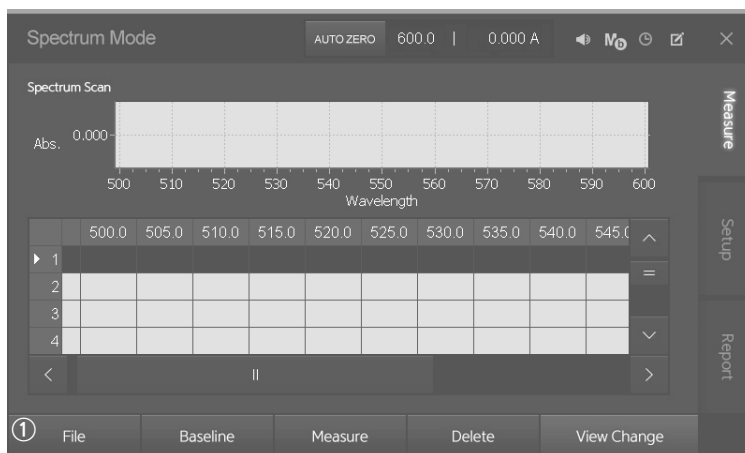 Spectrum Mode AUTO ZERO 600.0 | 0.000 A Mb
Spectrum Scan
Abs. 0.000
500 510 520 530 540 550 560 570 580 590 600
Wavelength
500.0 505.0 510.0 515.0 520.0 525.0 530.0 535.0 540.0 545.0
1
2
3
4
① File Baseline Measure Delete View Change
Measure
Setup
Report